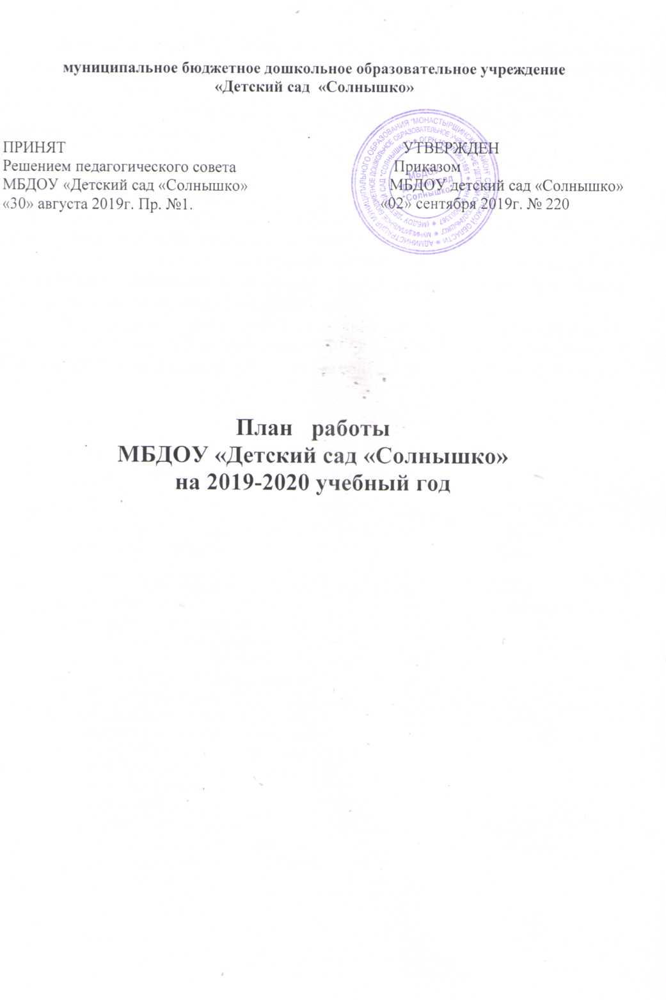 муниципальное бюджетное дошкольное образовательное учреждение
«Детский сад «Солнышко»
ПРИНЯТ
Решением педагогического совета
МБДОУ «Детский сад «Солнышко»
«30» августа 2019г. Пр. №1.
УТВЕРЖДЕН
Приказом
МБДОУ детский сад «Солнышко»
«02» сентября 2019г. № 220
МБДОУ
"Солнышко"
План работы
МБДОУ «Детский сад «Солнышко»
на 2019-2020 учебный год